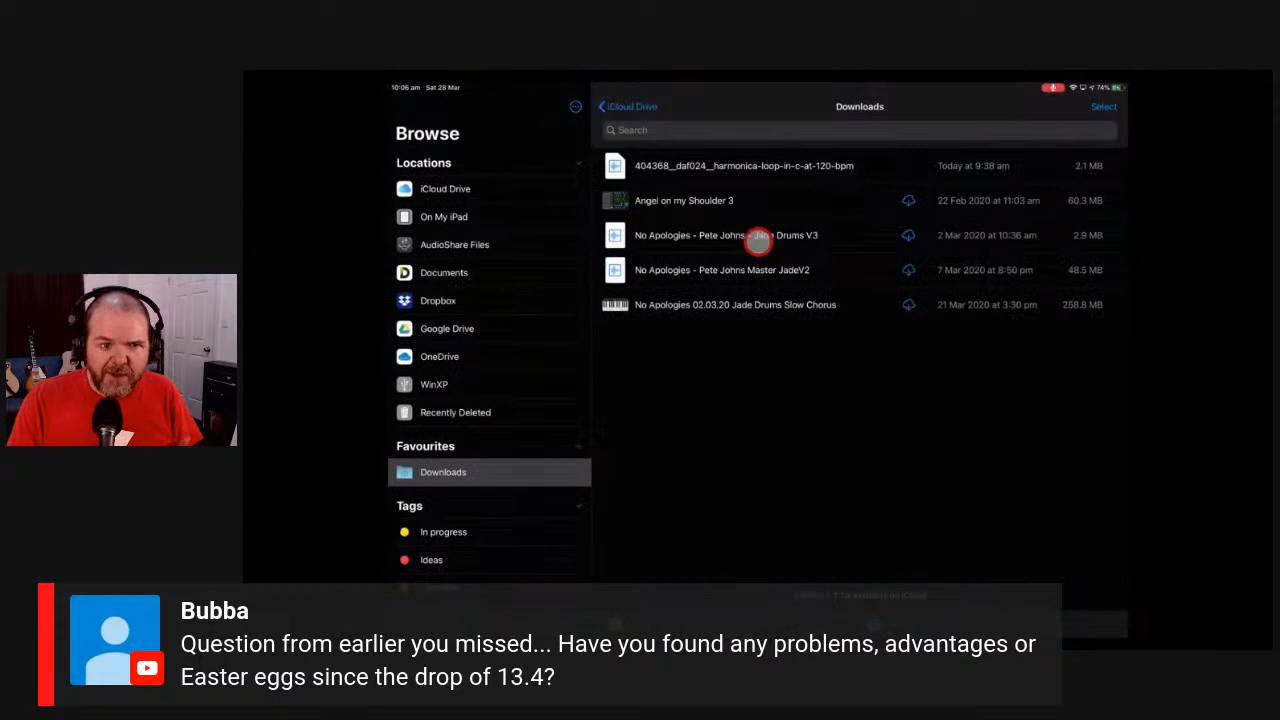 10:06 am Sat 28 Mar
74%
Browse
iCloud Drive
Downloads
Select
Search
Locations
iCloud Drive
On My iPad
AudioShare Files
Documents
Dropbox
Google Drive
OneDrive
WinXP
Recently Deleted
Favourites
Downloads
Tags
In progress
Ideas
404368__daf024__harmonica-loop-in-c-at-120-bpm Today at 9:38 am 2.1 MB
Angel on my Shoulder 3 22 Feb 2020 at 11:03 am 60.3 MB
No Apologies - Pete Johns - Jade Drums V3 2 Mar 2020 at 10:36 am 2.9 MB
No Apologies - Pete Johns Master JadeV2 7 Mar 2020 at 8:50 pm 48.5 MB
No Apologies 02.03.20 Jade Drums Slow Chorus 21 Mar 2020 at 3:30 pm 258.8 MB
Bubba
Question from earlier you missed... Have you found any problems, advantages or
Easter eggs since the drop of 13.4?